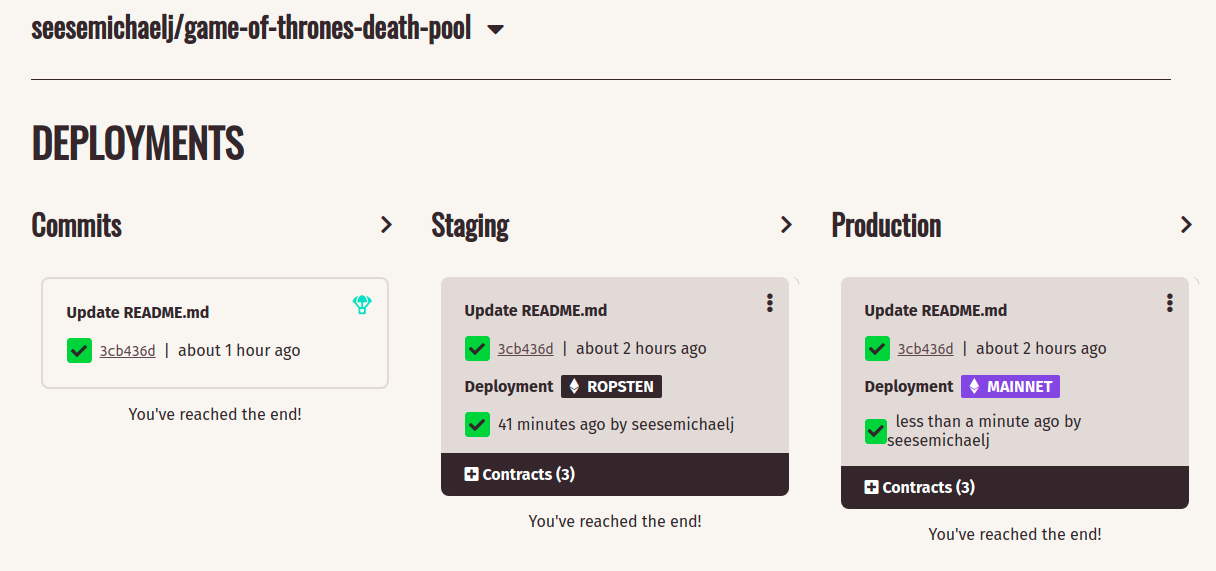 seesemichaelj/game-of-thrones-death-pool
DEPLOYMENTS
Commits
Update README.md
3cb436d | about 1 hour ago
You've reached the end!
Staging
Update README.md
3cb436d | about 2 hours ago
Deployment ROPSTEN
41 minutes ago by seesemichaelj
Contracts (3)
You've reached the end!
Production
Update README.md
3cb436d | about 2 hours ago
Deployment MAINNET
less than a minute ago by
seesemichaelj
Contracts (3)
You've reached the end!